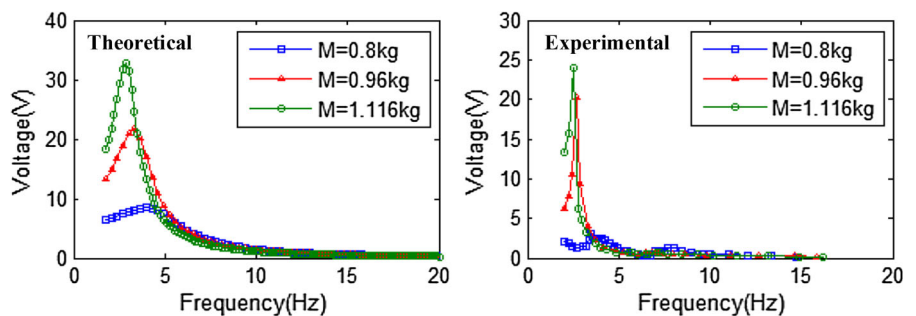 Theoretical
M=0.8kg
M=0.96kg
M=1.116kg
Voltage(V)
40
30
20
10
0
0 5 10 15 20
Frequency(Hz)
Experimental
M=0.8kg
M=0.96kg
M=1.116kg
Voltage(V)
30
25
20
15
10
5
0
0 5 10 15 20
Frequency(Hz)